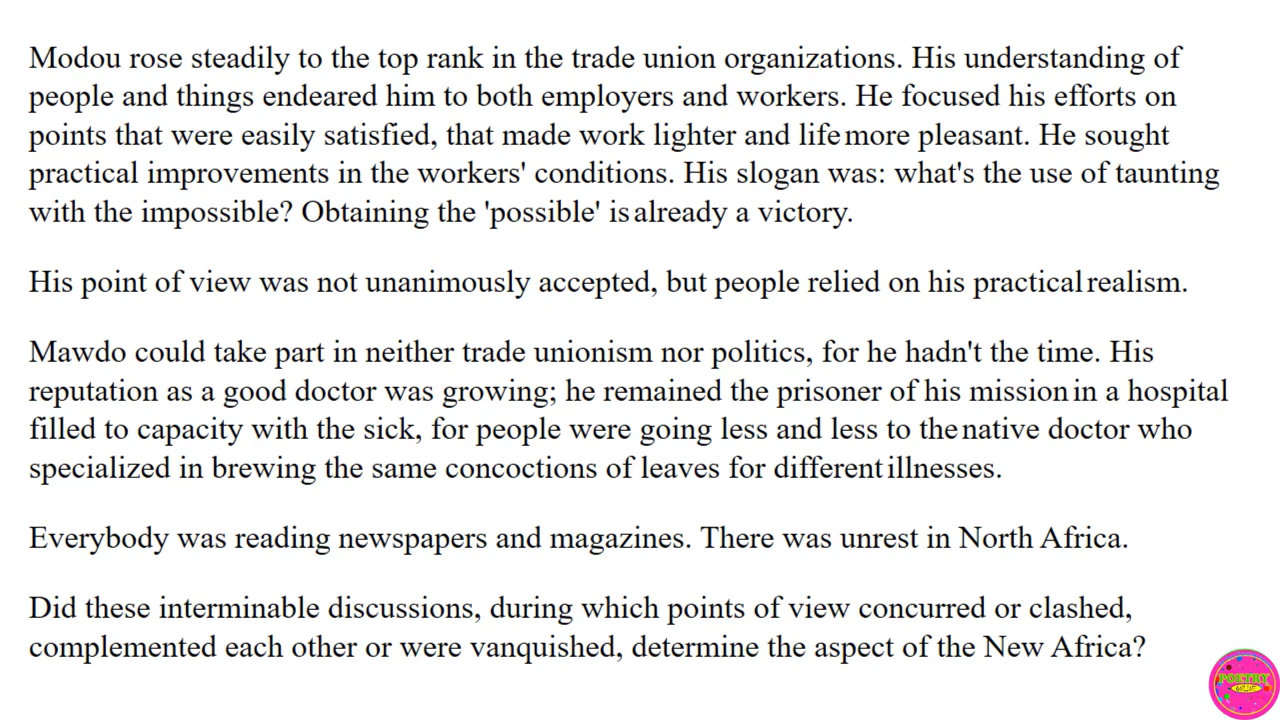 Modou rose steadily to the top rank in the trade union organizations. His understanding of
people and things endeared him to both employers and workers. He focused his efforts on
points that were easily satisfied, that made work lighter and life more pleasant. He sought
practical improvements in the workers' conditions. His slogan was: what's the use of taunting
with the impossible? Obtaining the 'possible' is already a victory.
His point of view was not unanimously accepted, but people relied on his practical realism.
Mawdo could take part in neither trade unionism nor politics, for he hadn't the time. His
reputation as a good doctor was growing; he remained the prisoner of his mission in a hospital
filled to capacity with the sick, for people were going less and less to the native doctor who
specialized in brewing the same concoctions of leaves for different illnesses.
Everybody was reading newspapers and magazines. There was unrest in North Africa.
Did these interminable discussions, during which points of view concurred or clashed,
complemented each other or were vanquished, determine the aspect of the New Africa?
POETRY
ONLINE